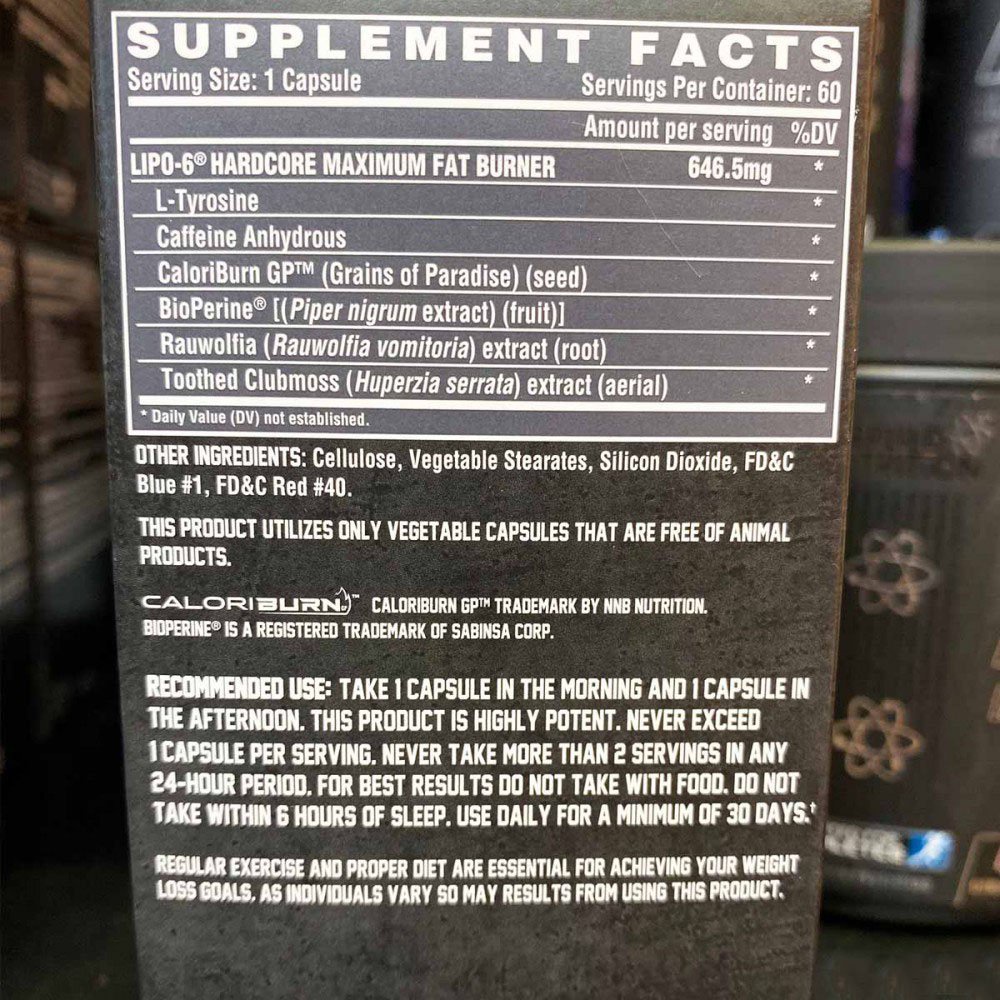 SUPPLEMENT FACTS
Serving Size: 1 Capsule
Servings Per Container: 60
Amount per serving %DV
LIPO-6® HARDCORE MAXIMUM FAT BURNER 646.5mg *
L-Tyrosine *
Caffeine Anhydrous *
CaloriBurn GP™ (Grains of Paradise) (seed) *
BioPerine® [(Piper nigrum extract) (fruit)] *
Rauwolfia (Rauwolfia vomitoria) extract (root) *
Toothed Clubmoss (Huperzia serrata) extract (aerial) *
* Daily Value (DV) not established.
OTHER INGREDIENTS: Cellulose, Vegetable Stearates, Silicon Dioxide, FD&C
Blue #1, FD&C Red #40.
THIS PRODUCT UTILIZES ONLY VEGETABLE CAPSULES THAT ARE FREE OF ANIMAL
PRODUCTS.
CALORIBURN™ CALORIBURN GP™ TRADEMARK BY NNB NUTRITION.
BIOPERINE® IS A REGISTERED TRADEMARK OF SABINSA CORP.
RECOMMENDED USE: TAKE 1 CAPSULE IN THE MORNING AND 1 CAPSULE IN
THE AFTERNOON. THIS PRODUCT IS HIGHLY POTENT. NEVER EXCEED
1 CAPSULE PER SERVING. NEVER TAKE MORE THAN 2 SERVINGS IN ANY
24-HOUR PERIOD. FOR BEST RESULTS DO NOT TAKE WITH FOOD. DO NOT
TAKE WITHIN 6 HOURS OF SLEEP. USE DAILY FOR A MINIMUM OF 30 DAYS.†
REGULAR EXERCISE AND PROPER DIET ARE ESSENTIAL FOR ACHIEVING YOUR WEIGHT
LOSS GOALS. AS INDIVIDUALS VARY SO MAY RESULTS FROM USING THIS PRODUCT.